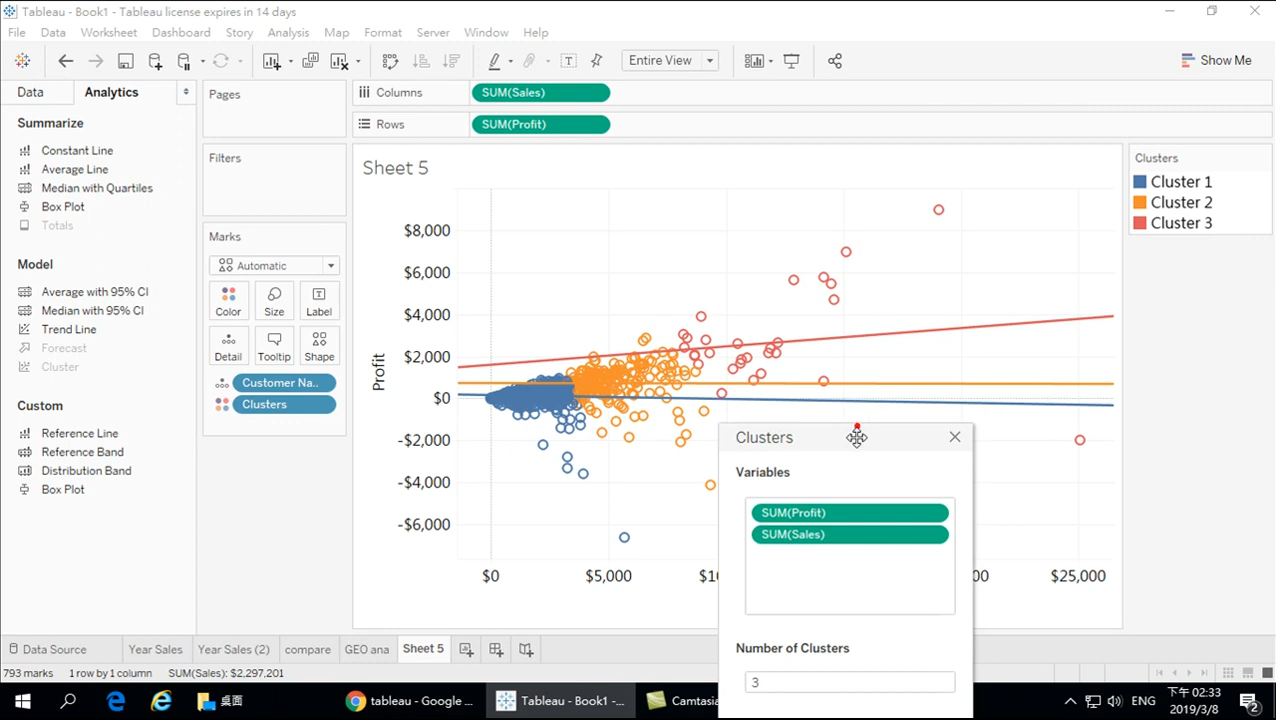 Tableau - Book1 - Tableau license expires in 14 days
File Data Worksheet Dashboard Story Analysis Map Format Server Window Help
Entire View
Show Me
Data Analytics
Summarize
Constant Line
Average Line
Median with Quartiles
Box Plot
Totals
Model
Average with 95% CI
Median with 95% CI
Trend Line
Forecast
Cluster
Custom
Reference Line
Reference Band
Distribution Band
Box Plot
Pages
Filters
Marks
Automatic
Color Size Label
Detail Tooltip Shape
Customer Na..
Clusters
Columns SUM(Sales)
Rows SUM(Profit)
Sheet 5
Profit
$8,000
$6,000
$4,000
$2,000
$0
-$2,000
-$4,000
-$6,000
$0 $5,000 $10 00 $25,000
Clusters
Cluster 1
Cluster 2
Cluster 3
Clusters
Variables
SUM(Profit)
SUM(Sales)
Number of Clusters
3
Data Source Year Sales Year Sales (2) compare GEO ana Sheet 5
793 marks 1 row by 1 column SUM(Sales): $2,297,201
桌面 tableau - Google ... Tableau - Book1 -... Camtasia ENG 下午 02:33
2019/3/8 2